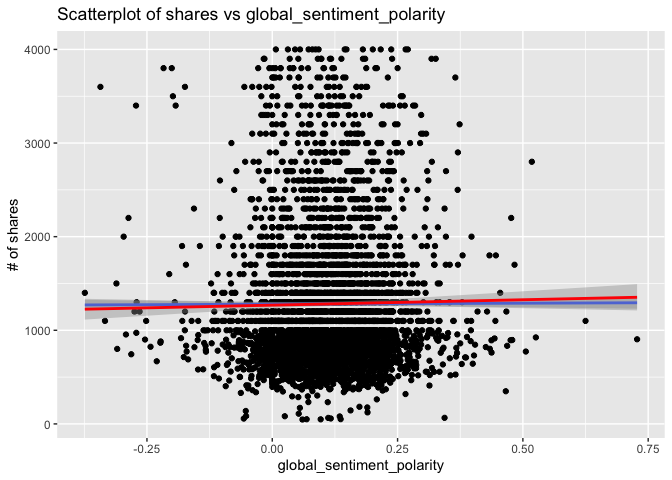 Scatterplot of shares vs global_sentiment_polarity
# of shares
4000
3000
2000
1000
0
-0.25 0.00 0.25 0.50 0.75
global_sentiment_polarity